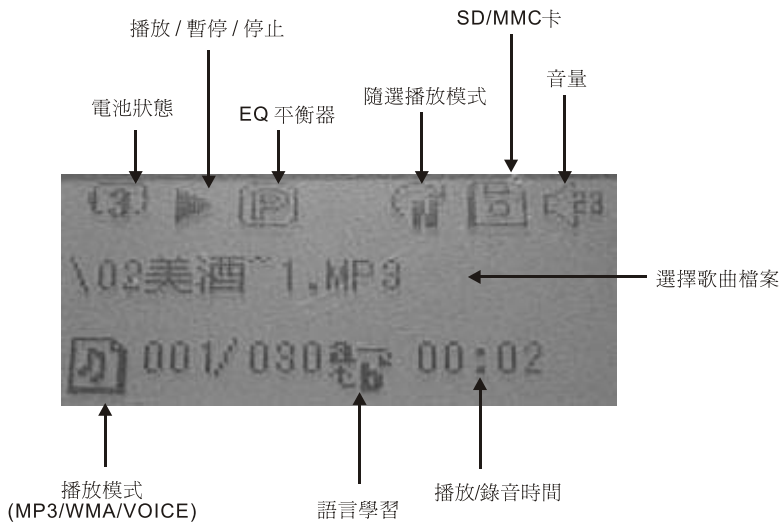 SD/MMC卡
播放 / 暫停 / 停止
音量
隨選播放模式
電池狀態
EQ 平衡器
23
\02美酒~1.MP3
選擇歌曲檔案
001/030 00:02
播放模式
(MP3/WMA/VOICE)
語言學習
播放/錄音時間